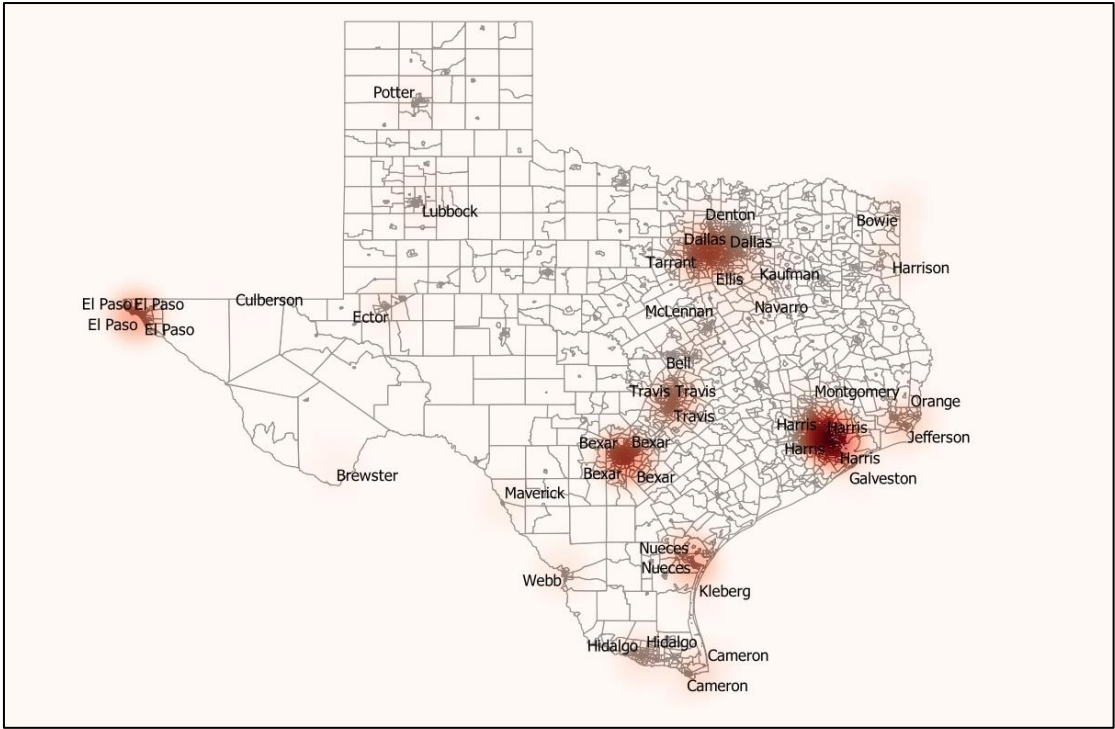 Potter
Lubbock
Denton
Bowie
Dallas Dallas
Tarrant
Harrison
Ellis
Kaufman
Culberson
El Paso El Paso
Navarro
McLennan
Ector
El Paso
El Paso
Bell
Travis Travis
Montgomery
Orange
Travis
Harris
Harris
Jefferson
Bexar Bexar
Harris
Harris
Bexar Bexar
Brewster
Galveston
Maverick
Nueces
Nueces
Webb
Kleberg
Hidalgo Hidalgo
Cameron
Cameron